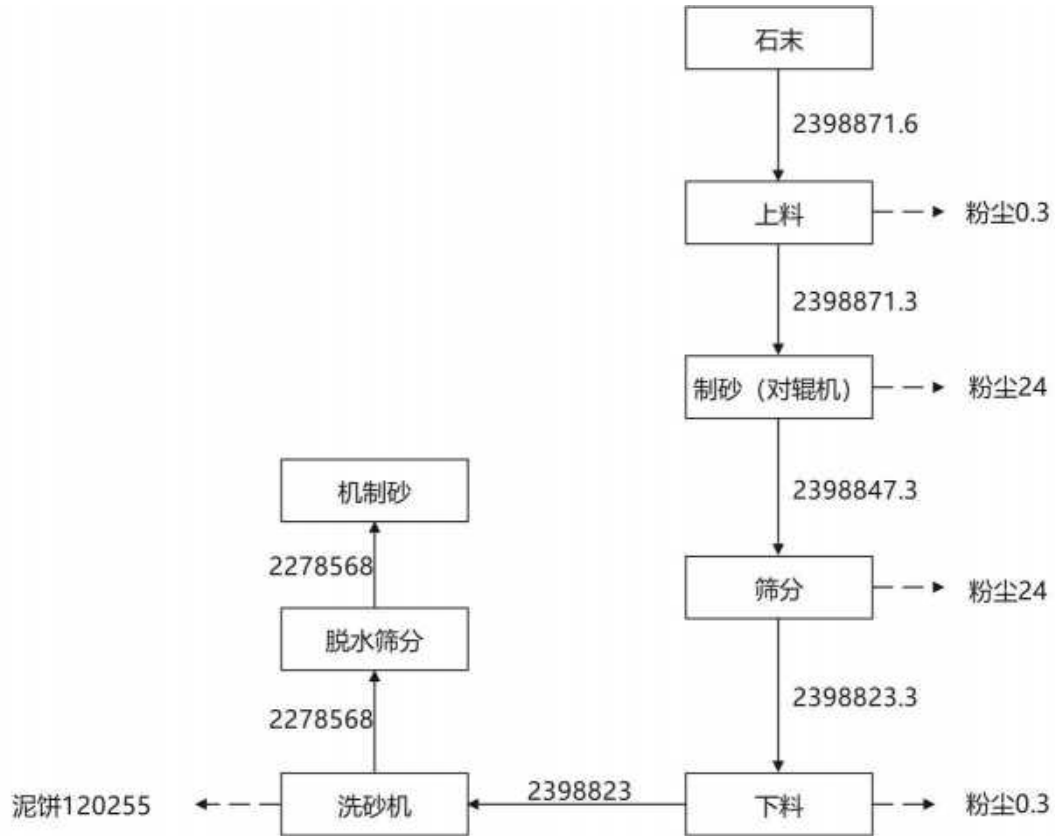 石末
2398871.6
上料
粉尘0.3
2398871.3
制砂（对辊机）
粉尘24
2398847.3
筛分
粉尘24
2398823.3
下料
粉尘0.3
2398823
洗砂机
泥饼120255
2278568
脱水筛分
2278568
机制砂